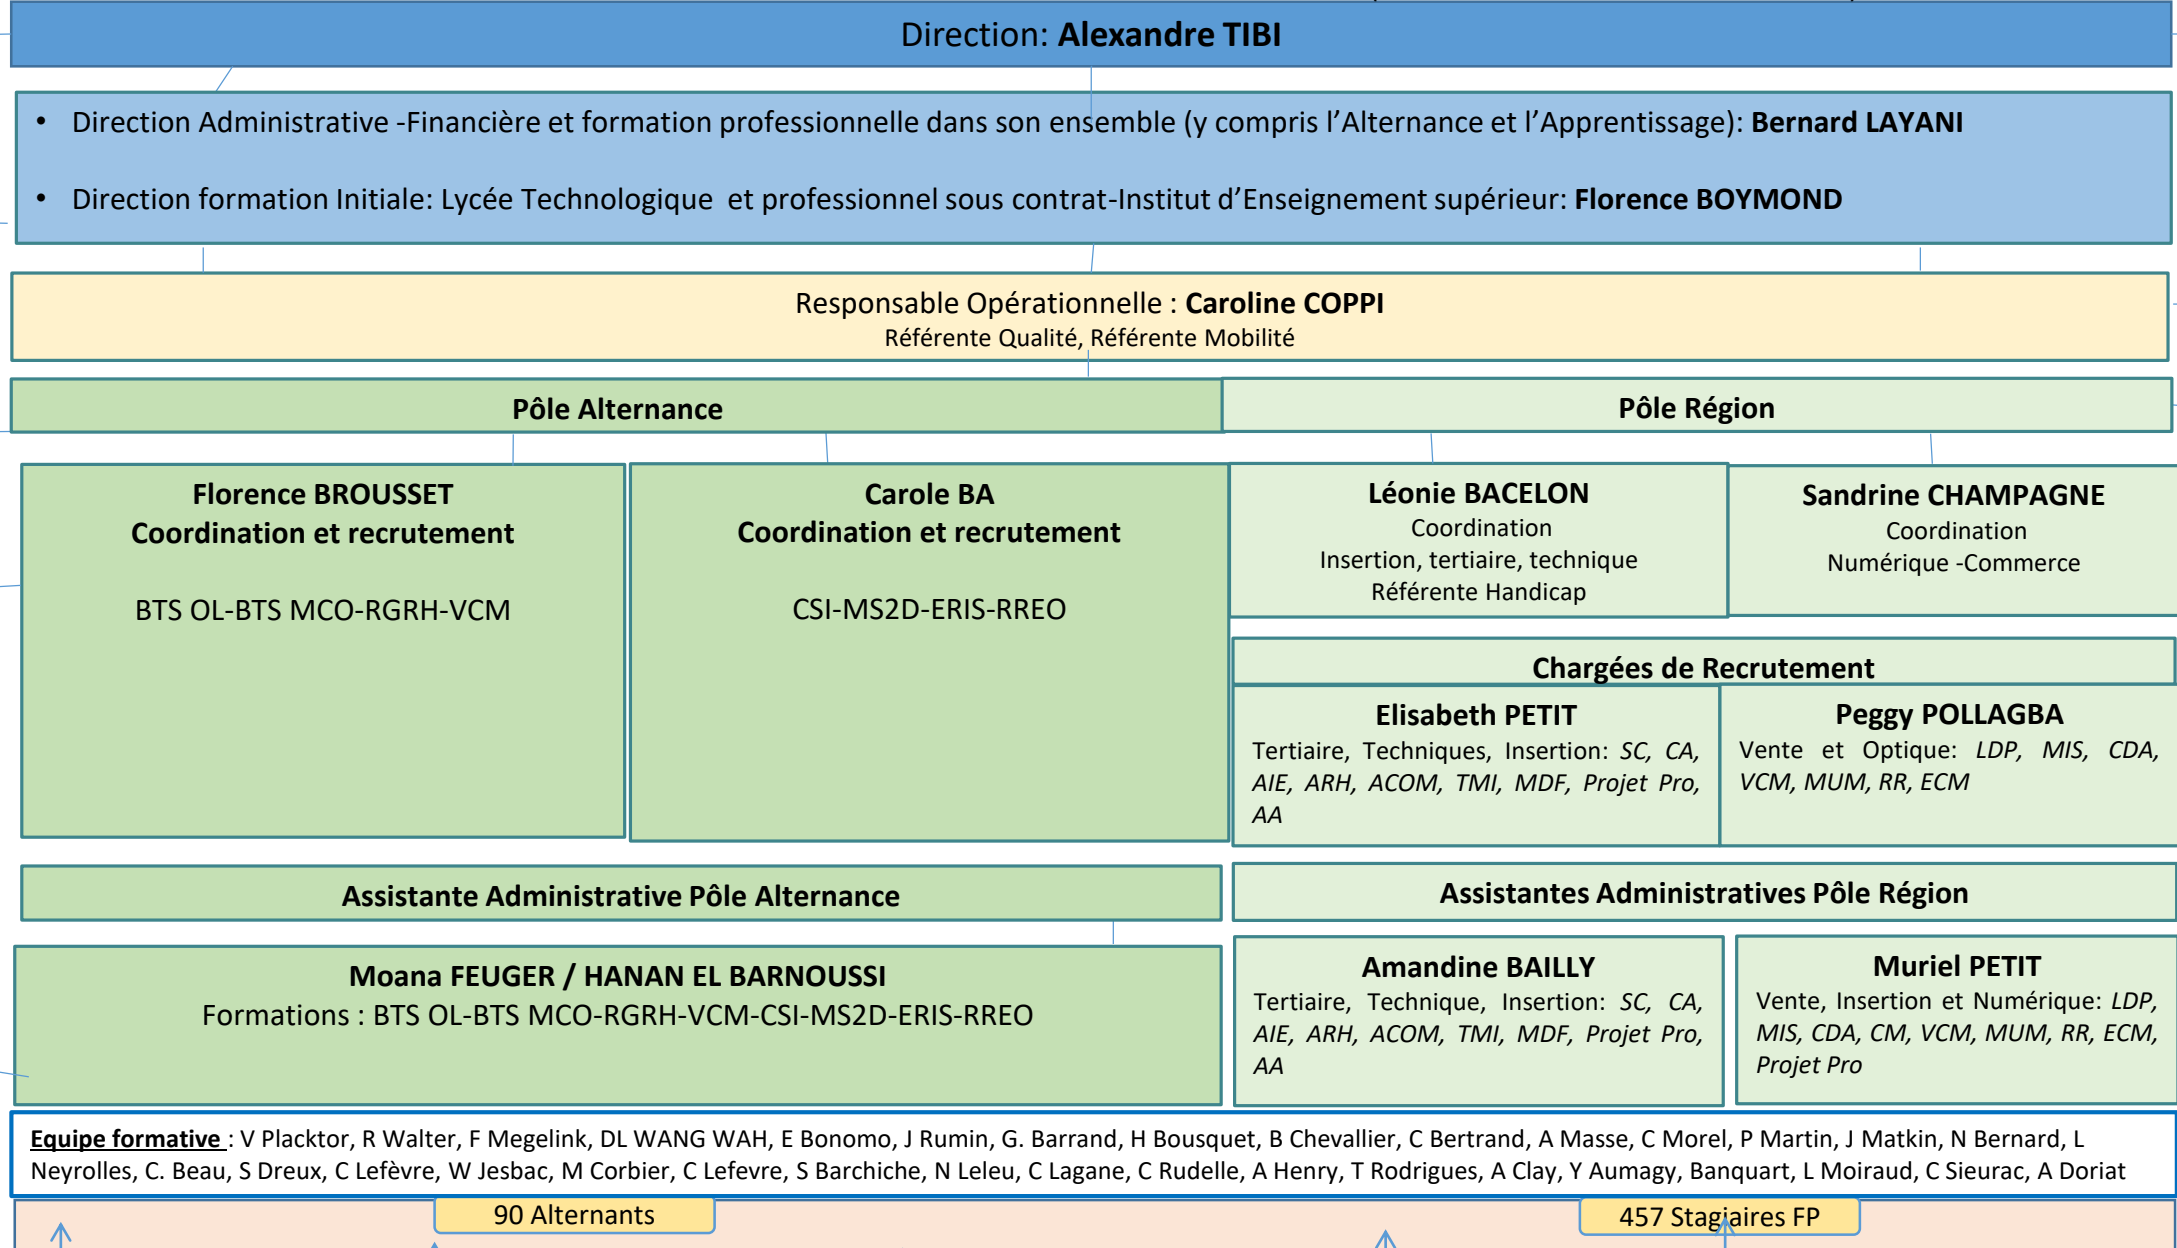 Direction: Alexandre TIBI
• Direction Administrative -Financière et formation professionnelle dans son ensemble (y compris l’Alternance et l’Apprentissage): Bernard LAYANI
• Direction formation Initiale: Lycée Technologique et professionnel sous contrat-Institut d’Enseignement supérieur: Florence BOYMOND
Responsable Opérationnelle : Caroline COPPI
Référente Qualité, Référente Mobilité
Pôle Alternance
Pôle Région
Florence BROUSSET
Coordination et recrutement
BTS OL-BTS MCO-RGRH-VCM
Carole BA
Coordination et recrutement
CSI-MS2D-ERIS-RREO
Léonie BACELON
Coordination
Insertion, tertiaire, technique
Référente Handicap
Sandrine CHAMPAGNE
Coordination
Numérique -Commerce
Chargées de Recrutement
Elisabeth PETIT
Tertiaire, Techniques, Insertion: SC, CA,
AIE, ARH, ACOM, TMI, MDF, Projet Pro,
AA
Peggy POLLAGBA
Vente et Optique: LDP, MIS, CDA,
VCM, MUM, RR, ECM
Assistante Administrative Pôle Alternance
Assistantes Administratives Pôle Région
Moana FEUGER / HANAN EL BARNOUSSI
Formations : BTS OL-BTS MCO-RGRH-VCM-CSI-MS2D-ERIS-RREO
Amandine BAILLY
Tertiaire, Technique, Insertion: SC, CA,
AIE, ARH, ACOM, TMI, MDF, Projet Pro,
AA
Muriel PETIT
Vente, Insertion et Numérique: LDP,
MIS, CDA, CM, VCM, MUM, RR, ECM,
Projet Pro
Equipe formative : V Placktor, R Walter, F Megelink, DL WANG WAH, E Bonomo, J Rumin, G. Barrand, H Bousquet, B Chevallier, C Bertrand, A Masse, C Morel, P Martin, J Matkin, N Bernard, L
Neyrolles, C. Beau, S Dreux, C Lefèvre, W Jesbac, M Corbier, C Lefevre, S Barchiche, N Leleu, C Lagane, C Rudelle, A Henry, T Rodrigues, A Clay, Y Aumagy, Banquart, L Moiraud, C Sieurac, A Doriat
90 Alternants
457 Stagiaires FP